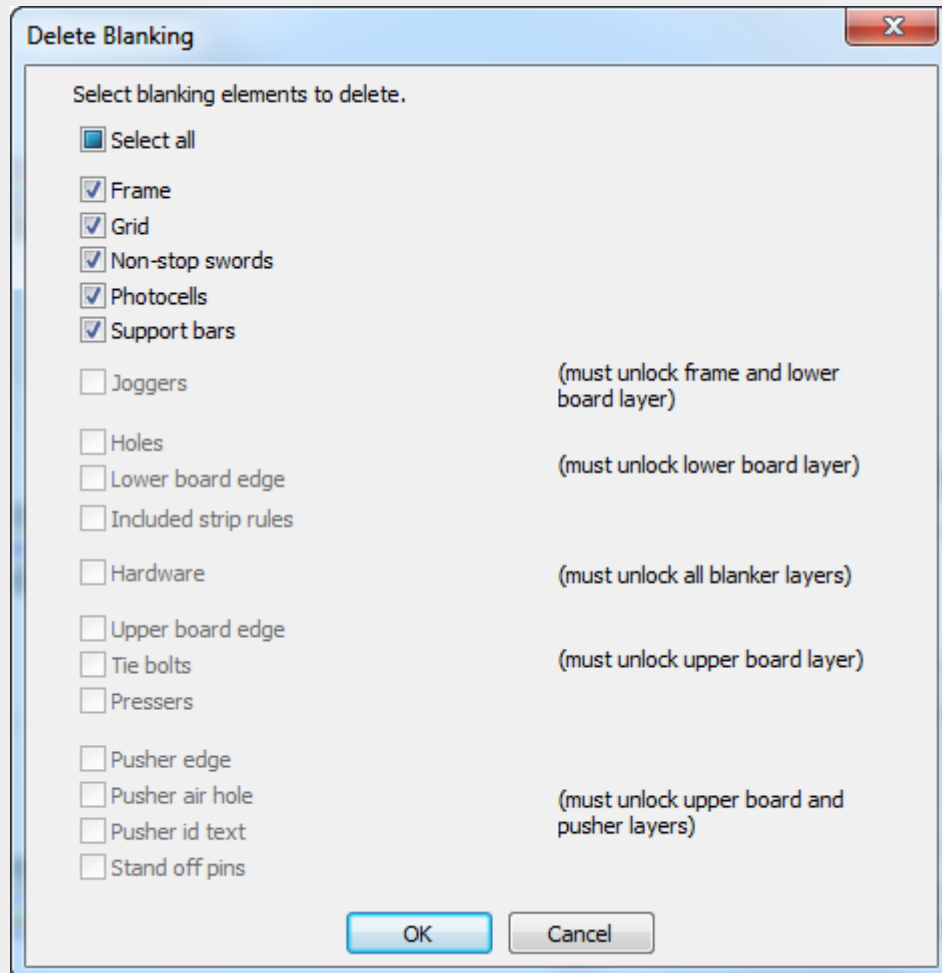 Delete Blanking
Select blanking elements to delete.
Select all
Frame
Grid
Non-stop swords
Photocells
Support bars
Joggers
(must unlock frame and lower
board layer)
Holes
Lower board edge
(must unlock lower board layer)
Included strip rules
Hardware
(must unlock all blanker layers)
Upper board edge
Tie bolts
(must unlock upper board layer)
Pressers
Pusher edge
Pusher air hole
(must unlock upper board and
pusher layers)
Pusher id text
Stand off pins
OK
Cancel